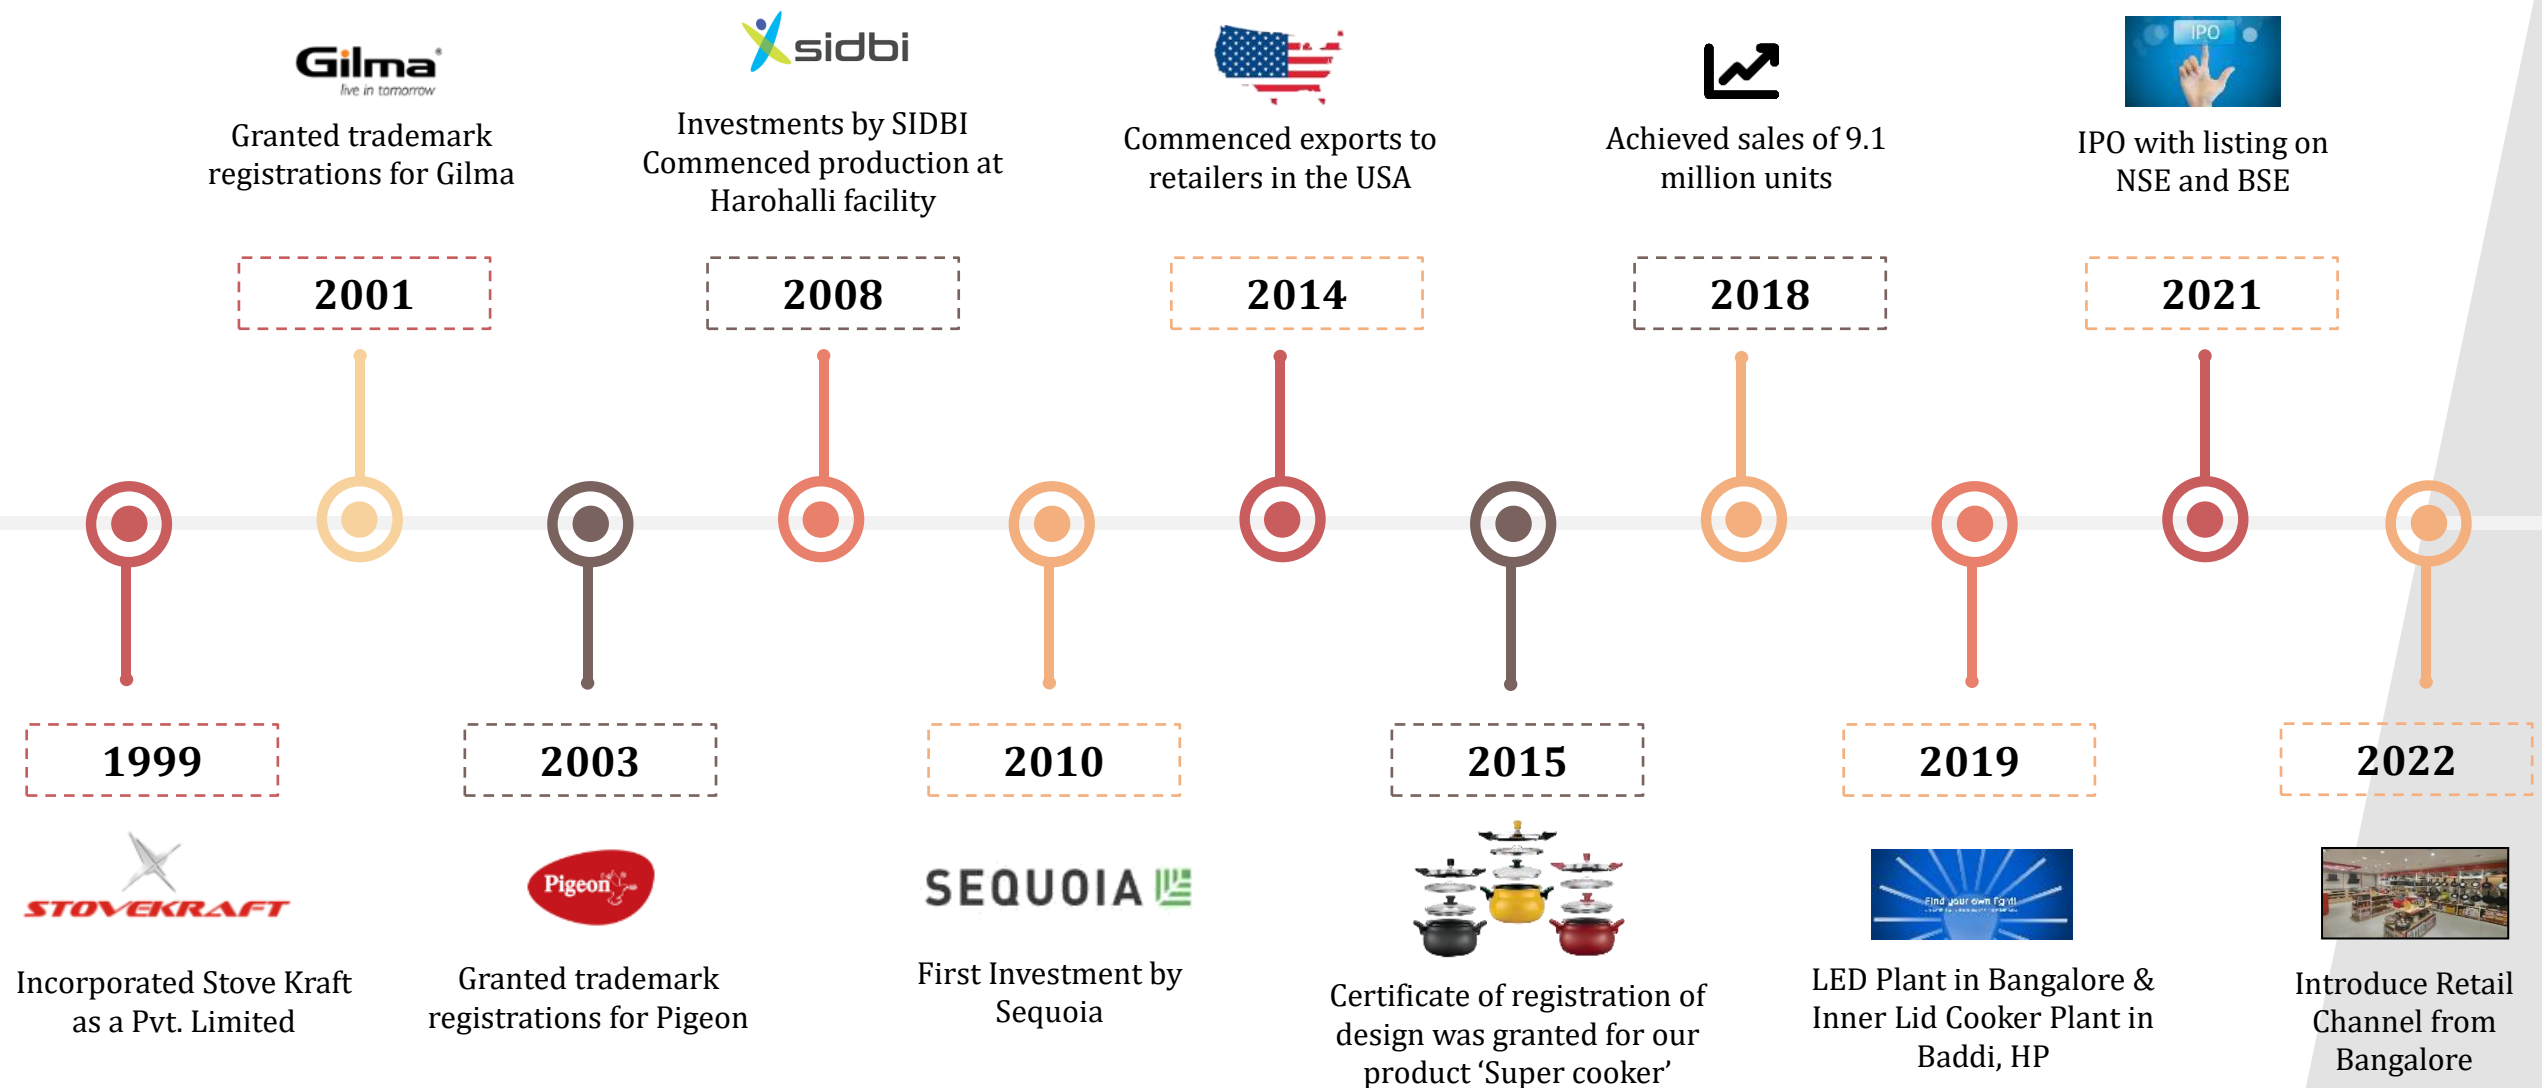 Gilma
live in tomorrow
Granted trademark
registrations for Gilma
2001
sidbi
Investments by SIDBI
Commenced production at
Harohalli facility
2008
Commenced exports to
retailers in the USA
2014
Achieved sales of 9.1
million units
2018
IPO
IPO with listing on
NSE and BSE
2021
1999
STOVEKRAFT
Incorporated Stove Kraft
as a Pvt. Limited
2003
Pigeon
Granted trademark
registrations for Pigeon
2010
SEQUOIA
First Investment by
Sequoia
2015
Certificate of registration of
design was granted for our
product ‘Super cooker’
2019
Find your own light!
LED Plant in Bangalore &
Inner Lid Cooker Plant in
Baddi, HP
2022
Introduce Retail
Channel from
Bangalore